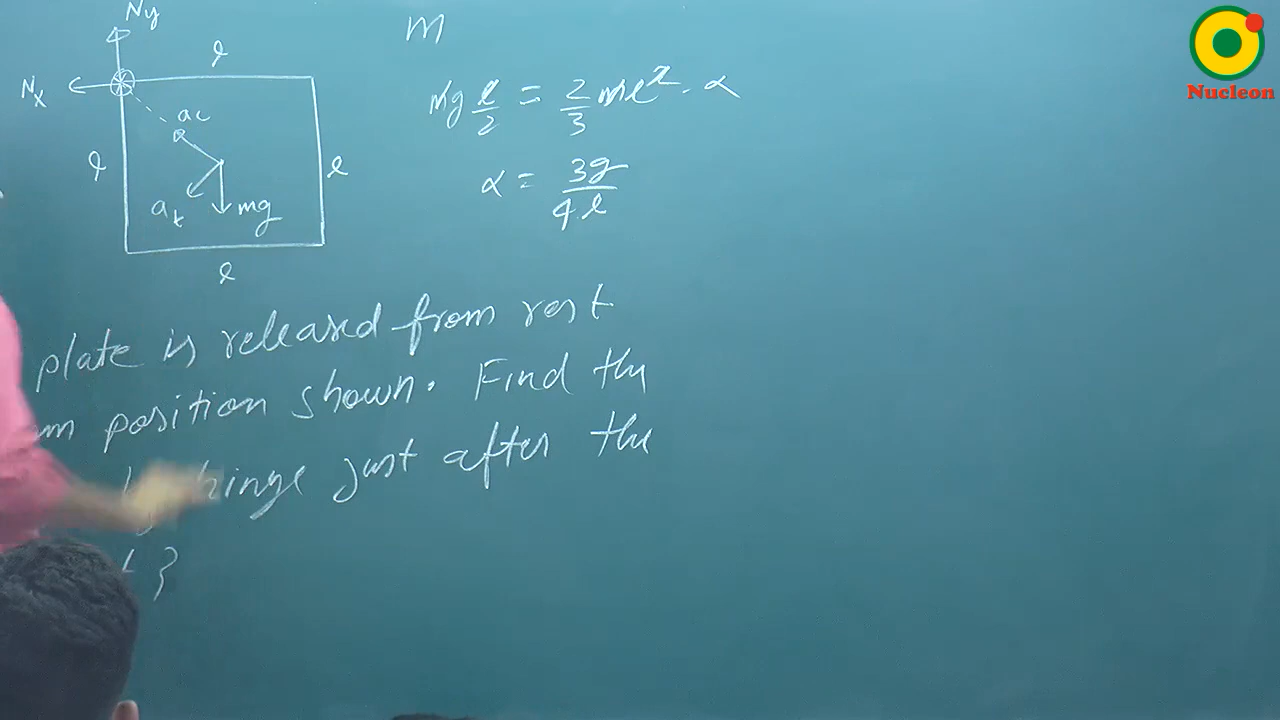 Ny
l
m
Nx
mg l/2 = 2/3 ml² . α
ac
l
l
α = 3g/4.l
at
mg
l
plate is released from rest
m position shown. Find the
hinge just after the
Nucleon